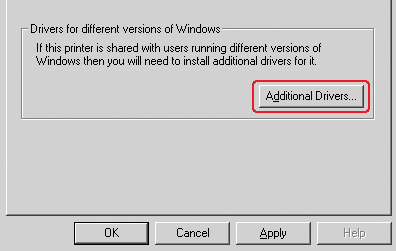 Drivers for different versions of Windows
If this printer is shared with users running different versions of
Windows then you will need to install additional drivers for it.
Additional Drivers...
OK
Cancel
Apply
Help